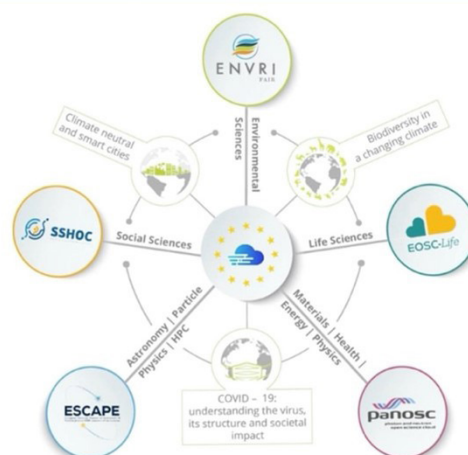 ENVRI
FAIR
Climate neutral
and smart cities
Biodiversity in
a changing climate
Environmental
Sciences
SSHOC
Social Sciences
Life Sciences
EOSC-Life
Astronomy | Particle
Physics | HPC
Materials | Health |
Energy | Physics
ESCAPE
COVID – 19:
understanding the virus,
its structure and societal
impact
panosc
photon and neutron
open science cloud